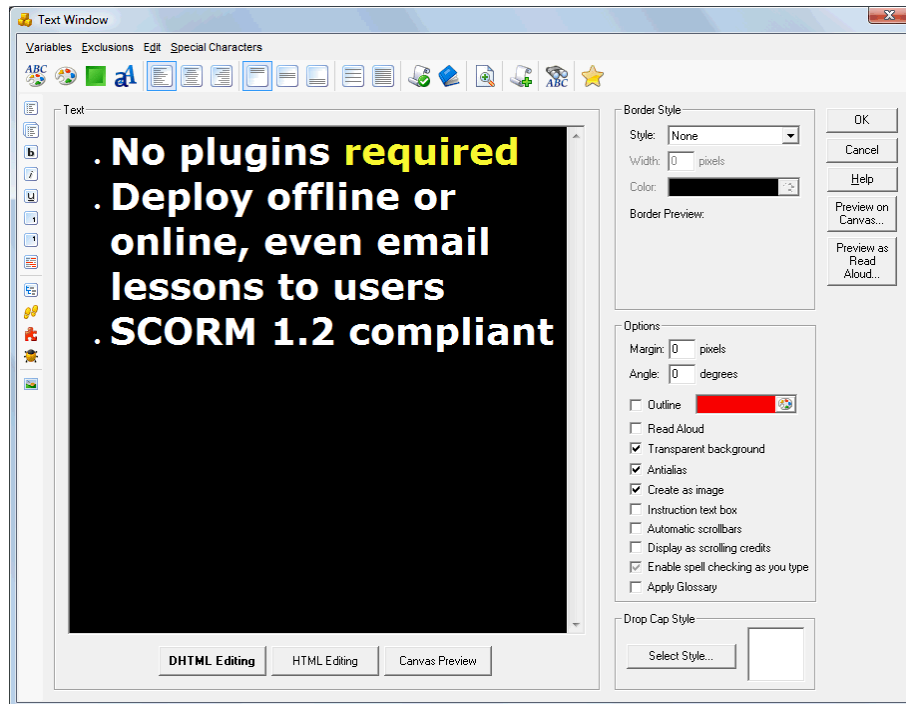 Text Window
Variables Exclusions Edit Special Characters
ABC
a A
ABC
b
i
u
1
1
Text
. No plugins required
. Deploy offline or
online, even email
lessons to users
. SCORM 1.2 compliant
DHTML Editing HTML Editing Canvas Preview
Border Style
Style: None
Width: 0 pixels
Color:
Border Preview:
Options
Margin: 0 pixels
Angle: 0 degrees
Outline
Read Aloud
Transparent background
Antialias
Create as image
Instruction text box
Automatic scrollbars
Display as scrolling credits
Enable spell checking as you type
Apply Glossary
Drop Cap Style
Select Style...
OK
Cancel
Help
Preview on
Canvas...
Preview as
Read
Aloud...